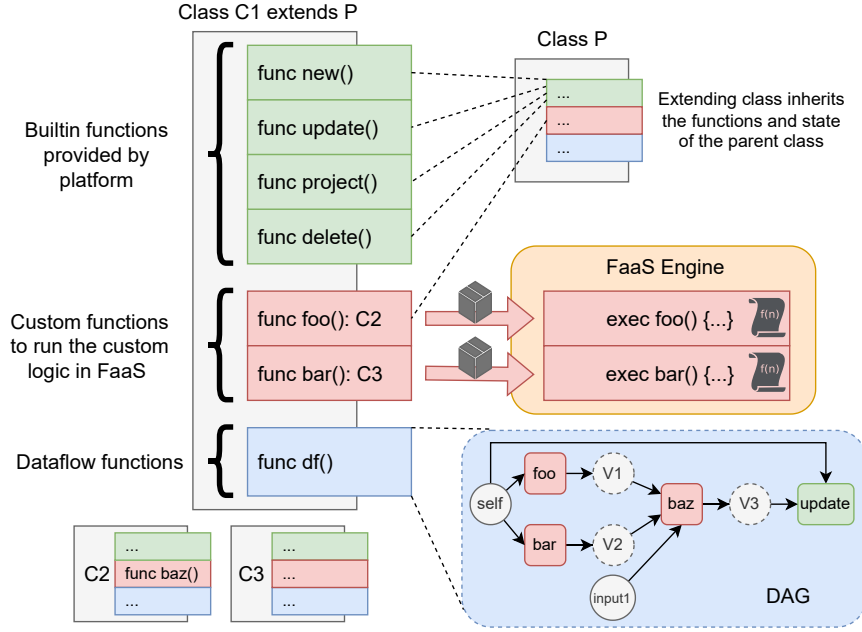 Class C1 extends P
Builtin functions
provided by
platform
func new()
func update()
func project()
func delete()
Class P
...
...
...
Extending class inherits
the functions and state
of the parent class
Custom functions
to run the custom
logic in FaaS
func foo(): C2
func bar(): C3
FaaS Engine
exec foo() {...}
f(n)
exec bar() {...}
f(n)
Dataflow functions
func df()
self
foo
V1
bar
V2
baz
V3
update
input1
DAG
C2
...
func baz()
...
C3
...
...
...